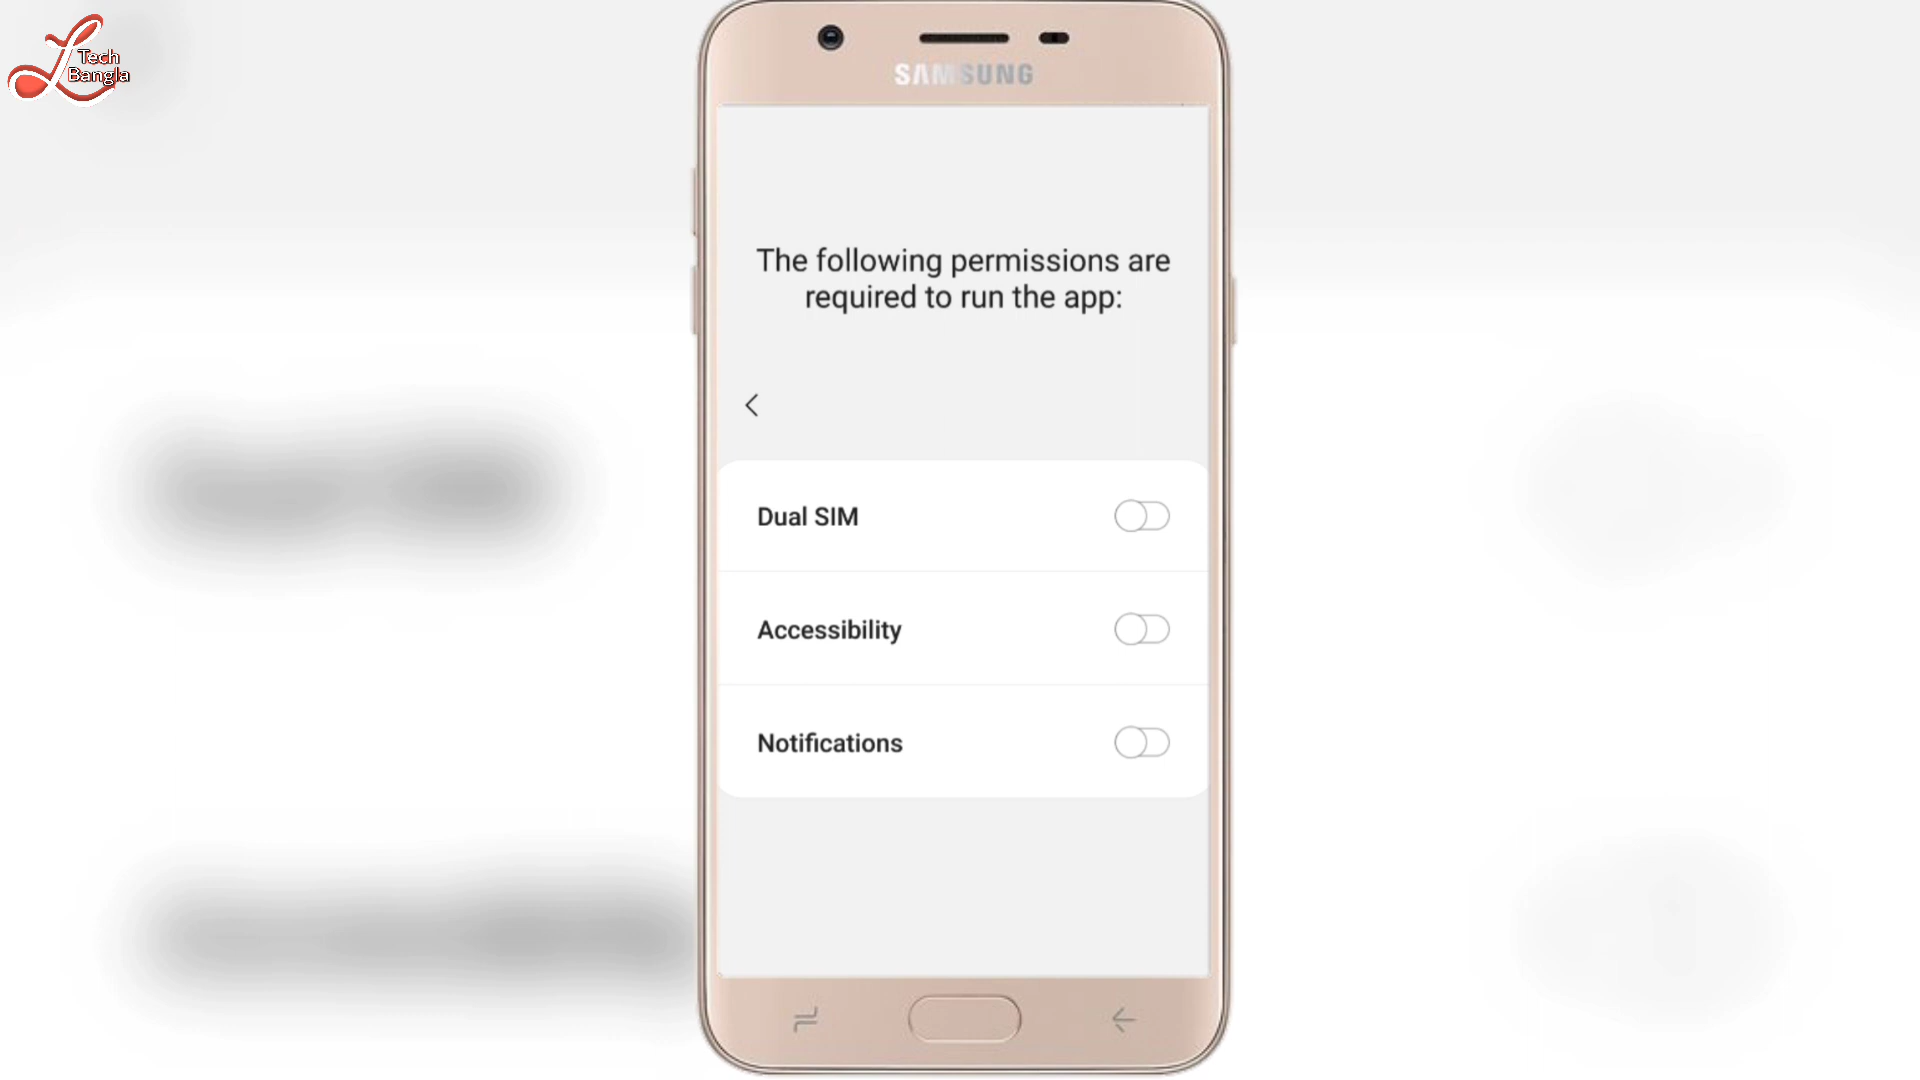 Tech
Bangla
SAMSUNG
The following permissions are
required to run the app:
Dual SIM
Accessibility
Notifications